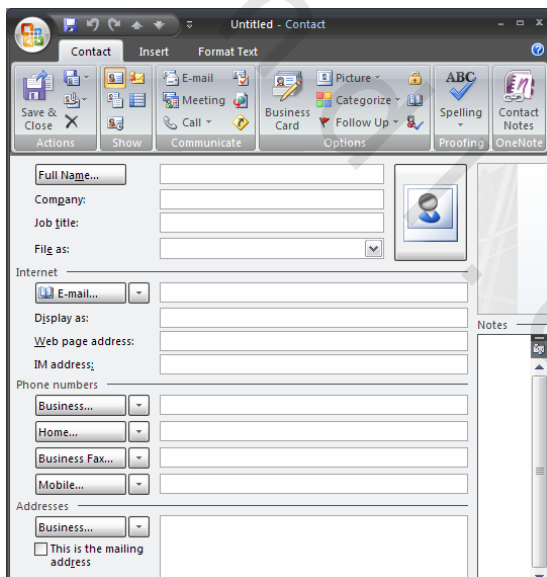 Untitled - Contact
Contact Insert Format Text
Save & Close
E-mail
Meeting
Call
Business Card
Picture
Categorize
Follow Up
ABC
Spelling
Contact Notes
Actions Show Communicate Options Proofing OneNote
Full Name...
Company:
Job title:
File as:
Internet
E-mail...
Display as:
Web page address:
IM address:
Notes
Phone numbers
Business...
Home...
Business Fax...
Mobile...
Addresses
Business...
This is the mailing
address